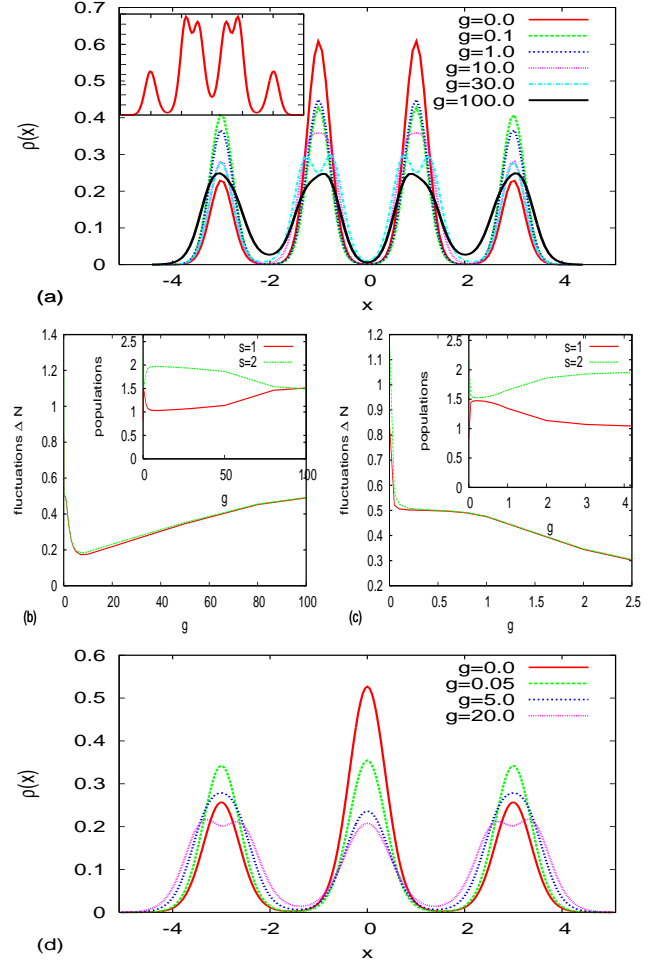 0.7
0.6
0.5
0.4
0.3
0.2
0.1
0
ρ(x)
g=0.0
g=0.1
g=1.0
g=10.0
g=30.0
g=100.0
-4 -2 0 2 4
(a) x
1.4
1.2
1
0.8
0.6
0.4
0.2
0
fluctuations Δ N
2.5
2
1.5
1
0.5
0
populations
s=1
s=2
0 50 100
g
0 20 40 60 80 100
(b) g
1.3
1.2
1.1
1
0.9
0.8
0.7
0.6
0.5
0.4
0.3
0.2
fluctuations Δ N
2.5
2
1.5
1
0.5
0
populations
s=1
s=2
0 1 2 3 4
g
0 0.5 1 1.5 2 2.5
(c) g
0.6
0.5
0.4
0.3
0.2
0.1
0
ρ(x)
g=0.0
g=0.05
g=5.0
g=20.0
-4 -2 0 2 4
(d) x